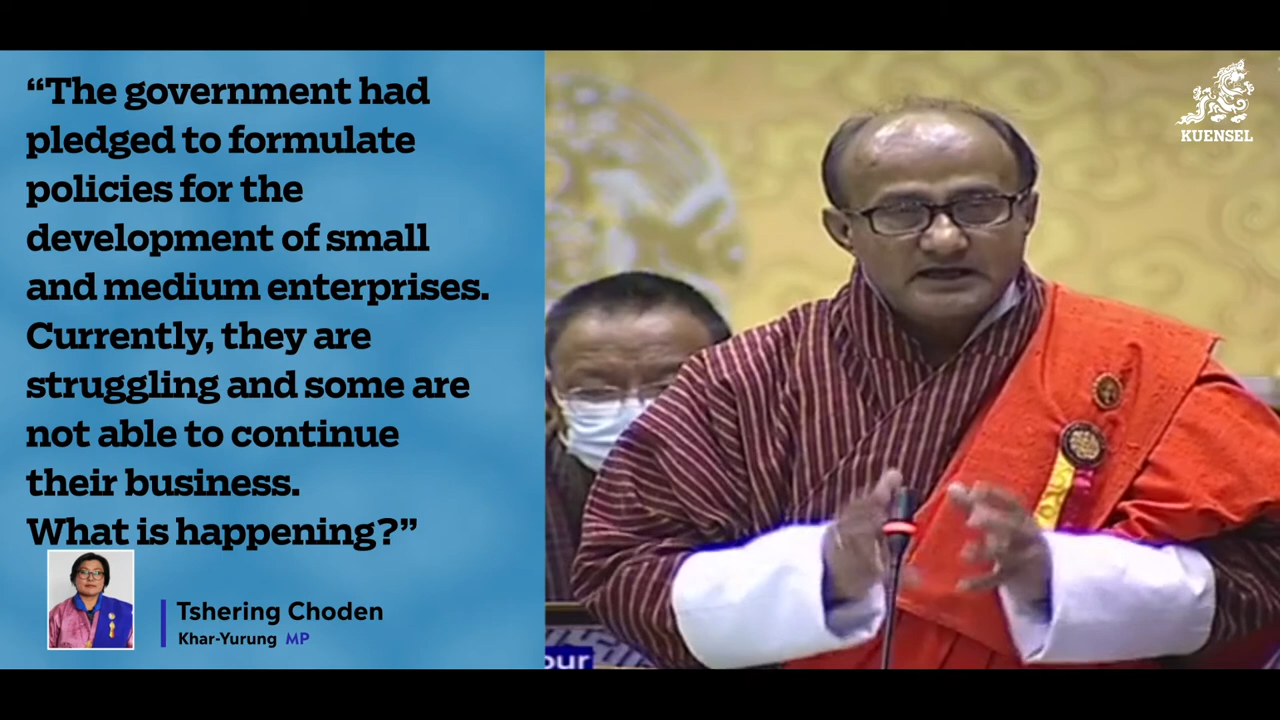 “The government had
pledged to formulate
policies for the
development of small
and medium enterprises.
Currently, they are
struggling and some are
not able to continue
their business.
What is happening?”
Tshering Choden
Khar-Yurung MP
KUENSEL
our